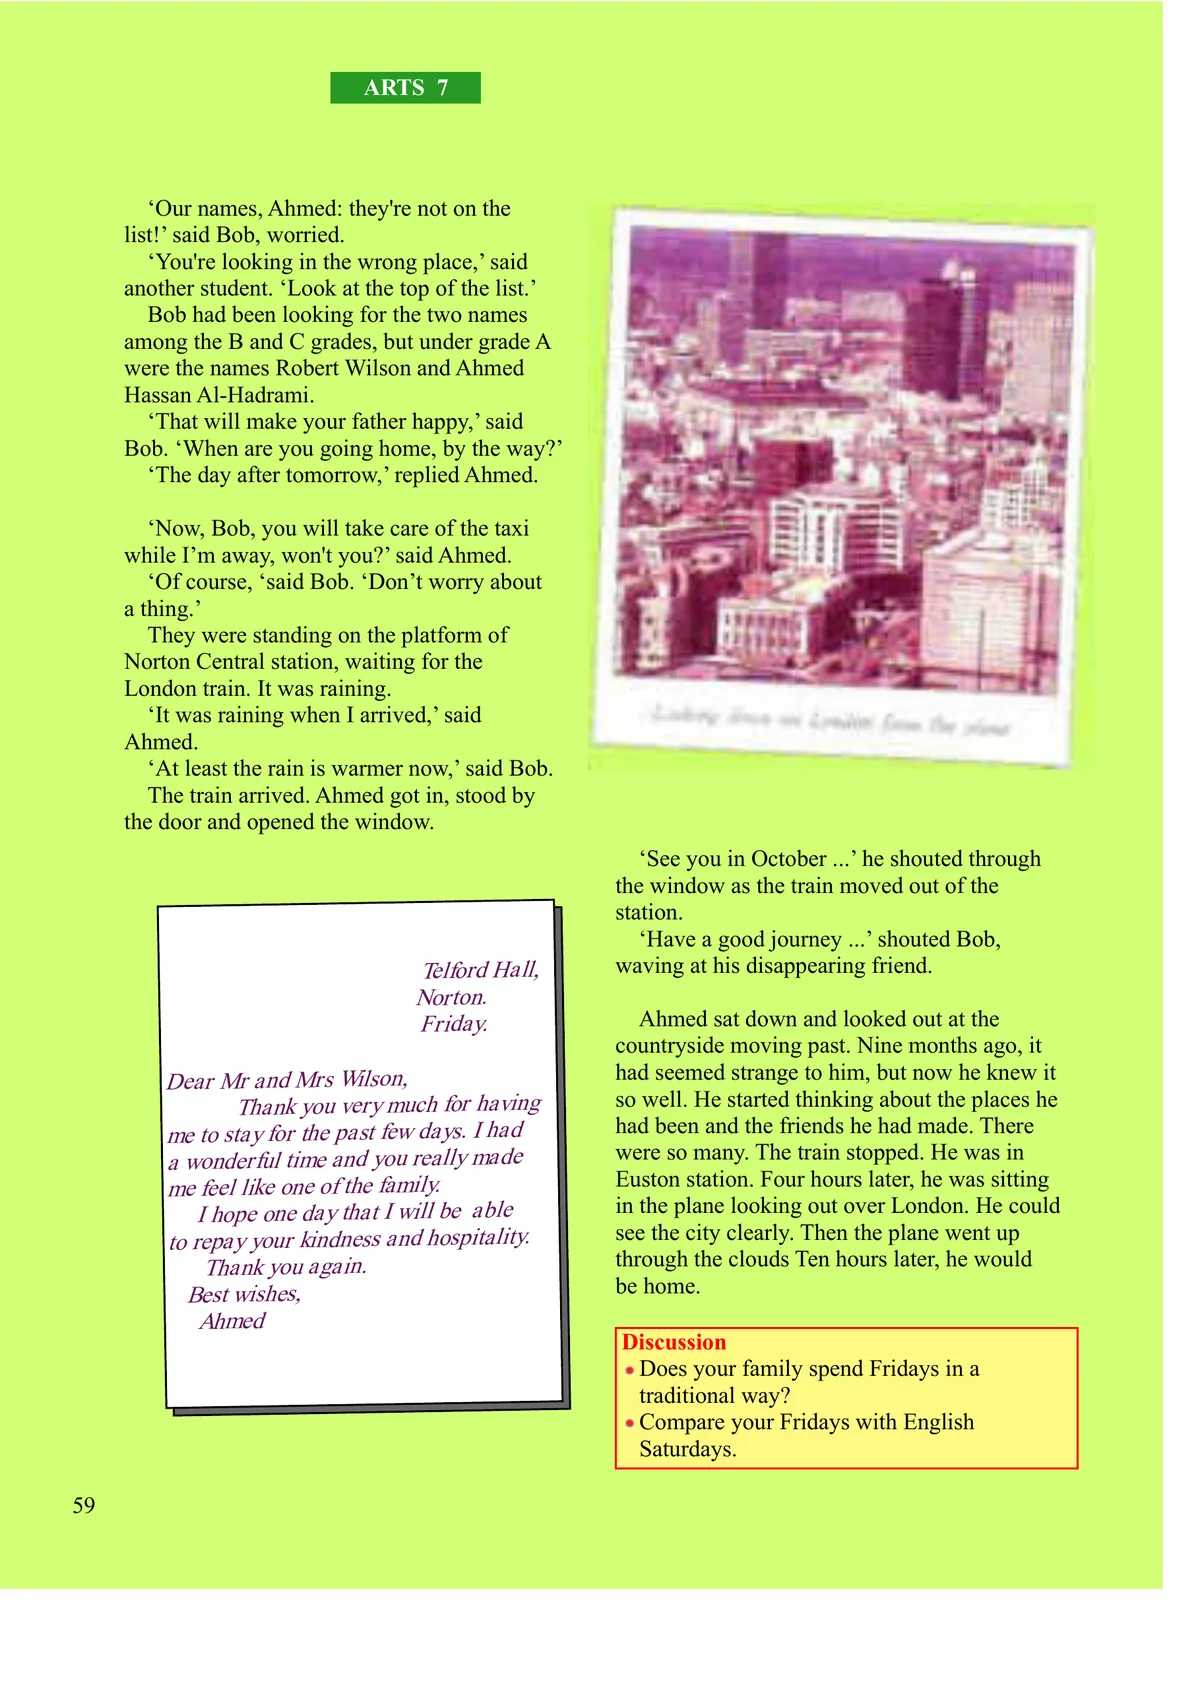 ARTS 7
‘Our names, Ahmed: they're not on the
list!’ said Bob, worried.
‘You're looking in the wrong place,’ said
another student. ‘Look at the top of the list.’
Bob had been looking for the two names
among the B and C grades, but under grade A
were the names Robert Wilson and Ahmed
Hassan Al-Hadrami.
‘That will make your father happy,’ said
Bob. ‘When are you going home, by the way?’
‘The day after tomorrow,’ replied Ahmed.
‘Now, Bob, you will take care of the taxi
while I’m away, won't you?’ said Ahmed.
‘Of course, ‘said Bob. ‘Don’t worry about
a thing.’
They were standing on the platform of
Norton Central station, waiting for the
London train. It was raining.
‘It was raining when I arrived,’ said
Ahmed.
‘At least the rain is warmer now,’ said Bob.
The train arrived. Ahmed got in, stood by
the door and opened the window.
Telford Hall,
Norton.
Friday.
Dear Mr and Mrs Wilson,
Thank you very much for having
me to stay for the past few days. I had
a wonderful time and you really made
me feel like one of the family.
I hope one day that I will be able
to repay your kindness and hospitality.
Thank you again.
Best wishes,
Ahmed
Looking down on London from the plane
‘See you in October ...’ he shouted through
the window as the train moved out of the
station.
‘Have a good journey ...’ shouted Bob,
waving at his disappearing friend.
Ahmed sat down and looked out at the
countryside moving past. Nine months ago, it
had seemed strange to him, but now he knew it
so well. He started thinking about the places he
had been and the friends he had made. There
were so many. The train stopped. He was in
Euston station. Four hours later, he was sitting
in the plane looking out over London. He could
see the city clearly. Then the plane went up
through the clouds Ten hours later, he would
be home.
Discussion
• Does your family spend Fridays in a
traditional way?
• Compare your Fridays with English
Saturdays.
59